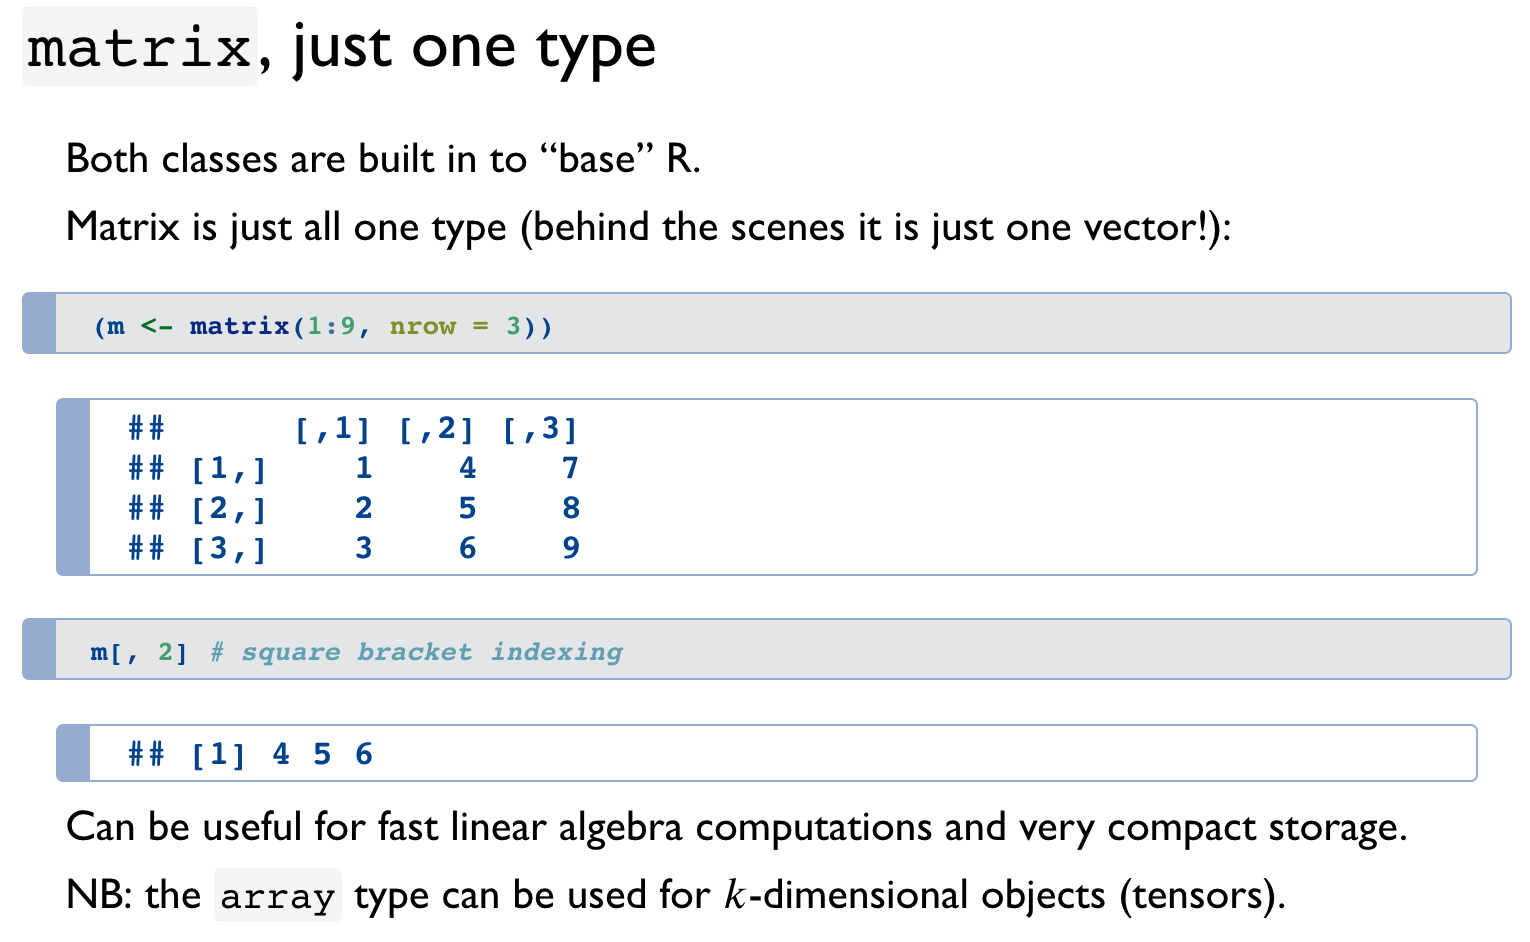 matrix, just one type
Both classes are built in to “base” R.
Matrix is just all one type (behind the scenes it is just one vector!):
(m <- matrix(1:9, nrow = 3))
##      [,1] [,2] [,3]
## [1,]    1    4    7
## [2,]    2    5    8
## [3,]    3    6    9
m[, 2] # square bracket indexing
## [1] 4 5 6
Can be useful for fast linear algebra computations and very compact storage.
NB: the array type can be used for k-dimensional objects (tensors).